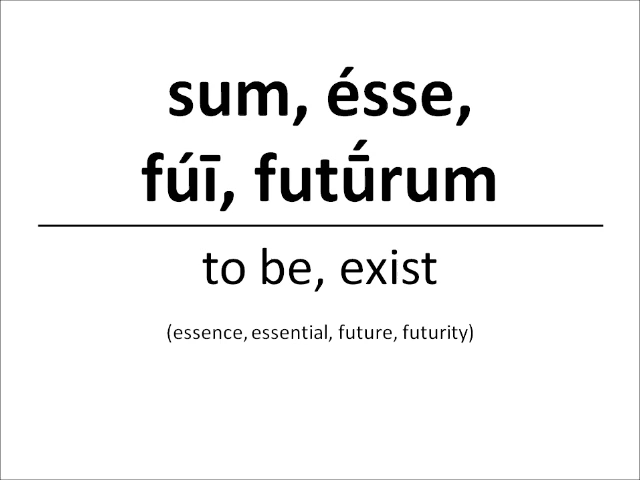 sum, ésse,
fúī, futū́rum
to be, exist
(essence, essential, future, futurity)